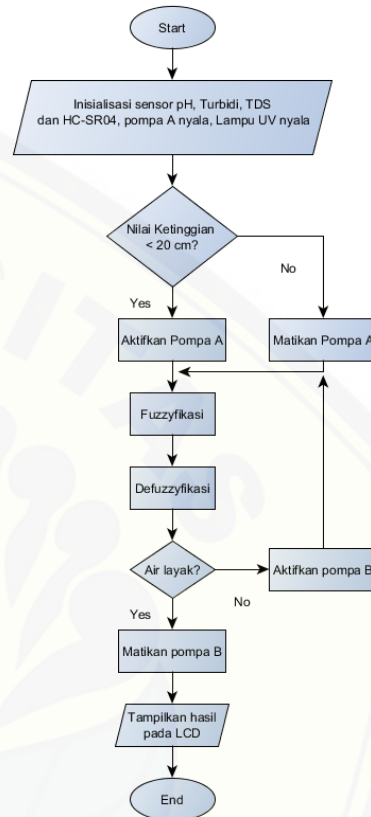 Start
Inisialisasi sensor pH, Turbidi, TDS
dan HC-SR04, pompa A nyala, Lampu UV nyala
Nilai Ketinggian
< 20 cm?
No
Yes
Aktifkan Pompa A
Matikan Pompa A
Fuzzyfikasi
Defuzzyfikasi
Air layak?
Aktifkan pompa B
No
Yes
Matikan pompa B
Tampilkan hasil
pada LCD
End